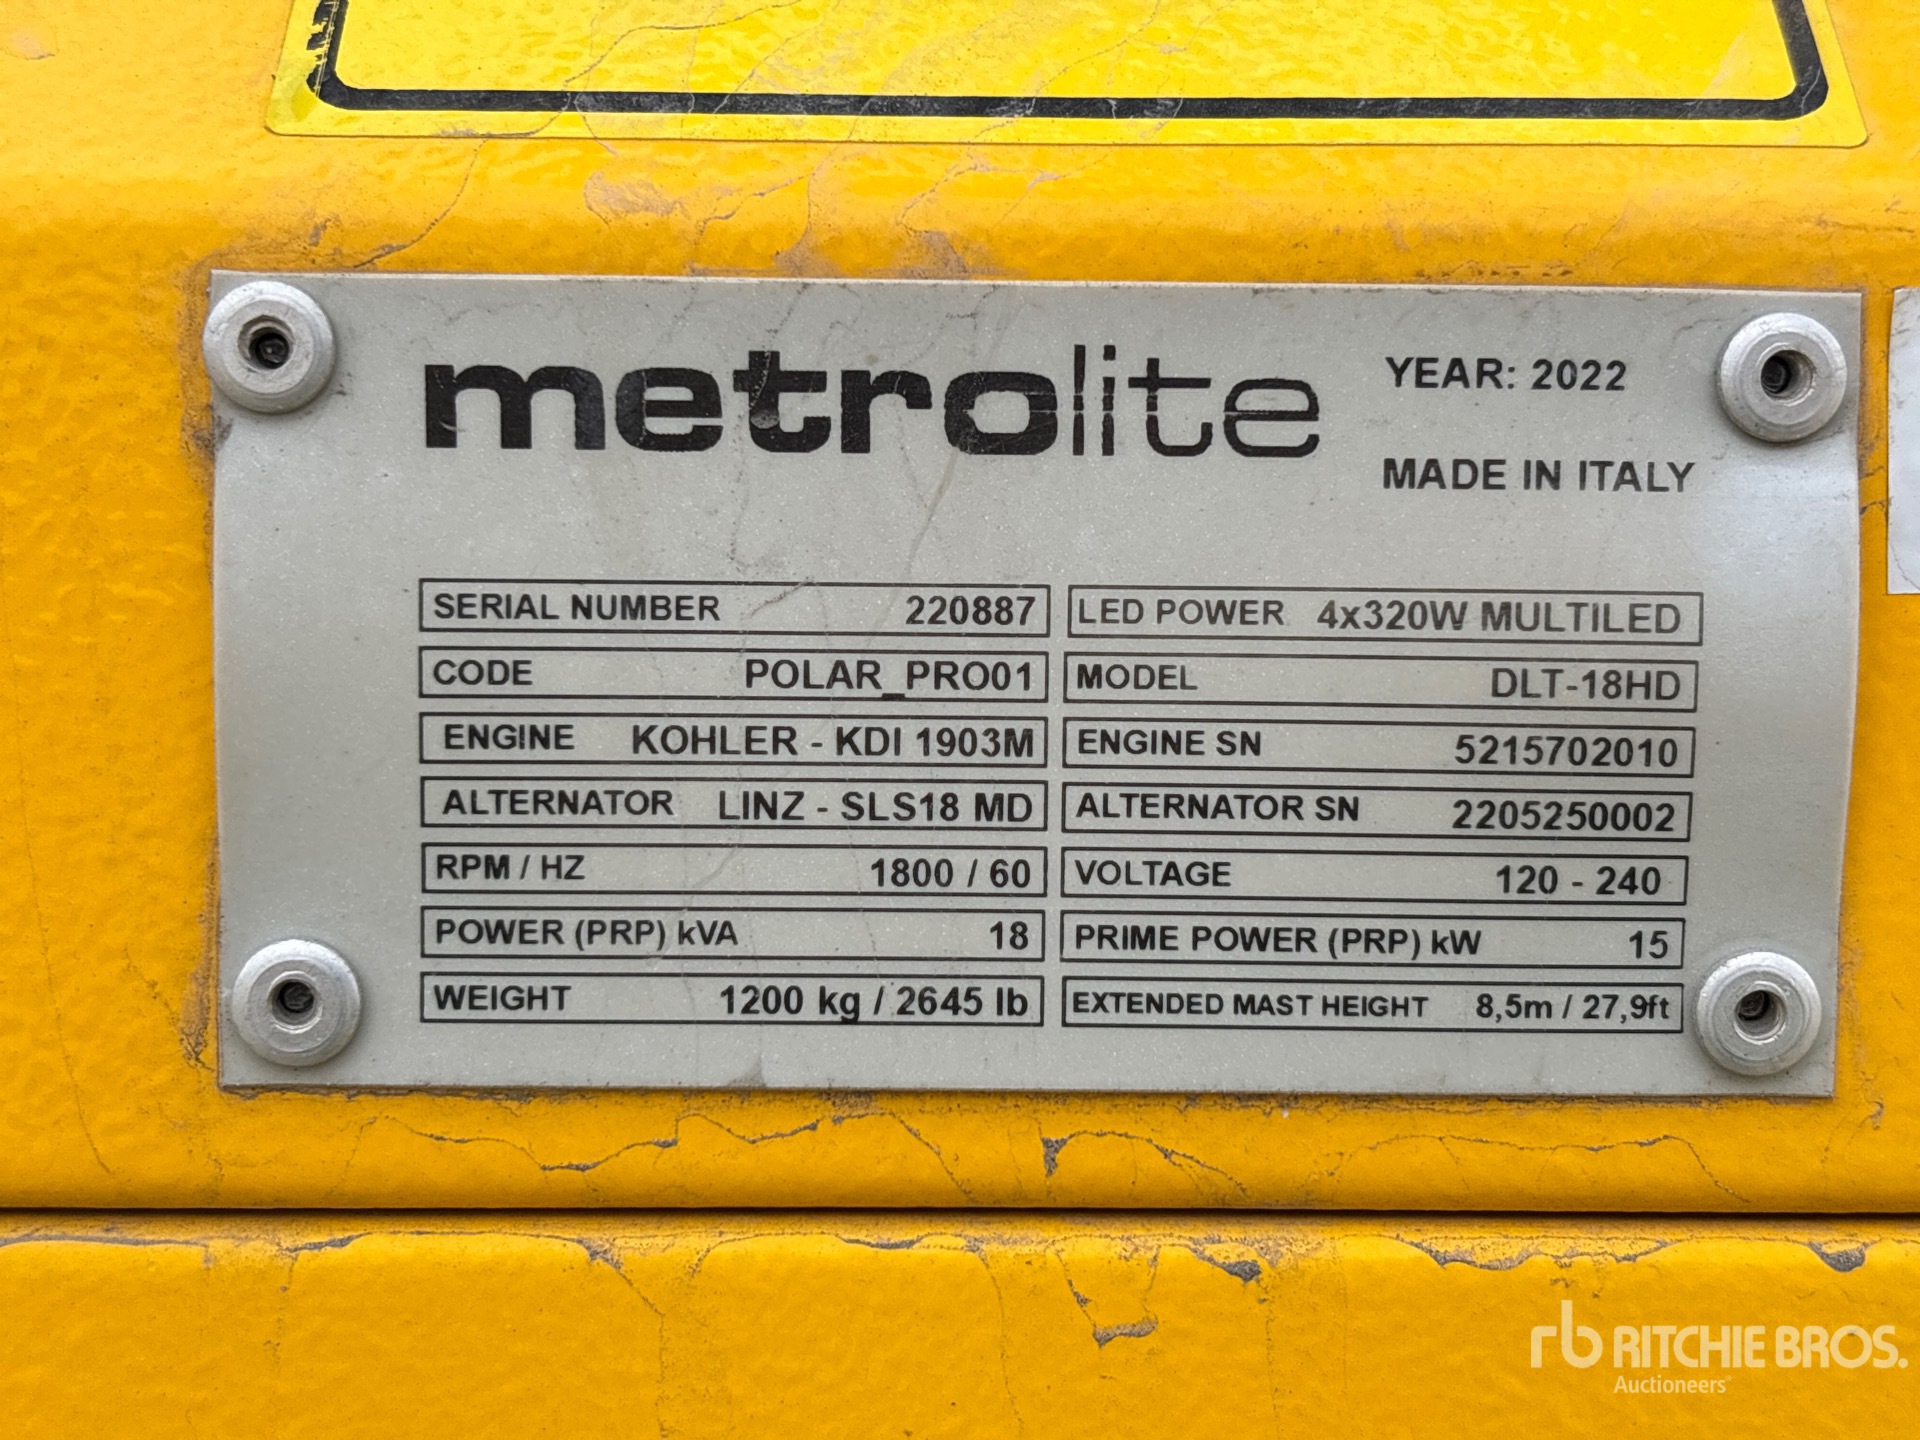 metrolite
YEAR: 2022
MADE IN ITALY
SERIAL NUMBER 220887
LED POWER 4x320W MULTILED
CODE POLAR_PRO01
MODEL DLT-18HD
ENGINE KOHLER - KDI 1903M
ENGINE SN 5215702010
ALTERNATOR LINZ - SLS18 MD
ALTERNATOR SN 2205250002
RPM / HZ 1800 / 60
VOLTAGE 120 - 240
POWER (PRP) kVA 18
PRIME POWER (PRP) kW 15
WEIGHT 1200 kg / 2645 lb
EXTENDED MAST HEIGHT 8,5m / 27,9ft
rb RITCHIE BROS.
Auctioneers